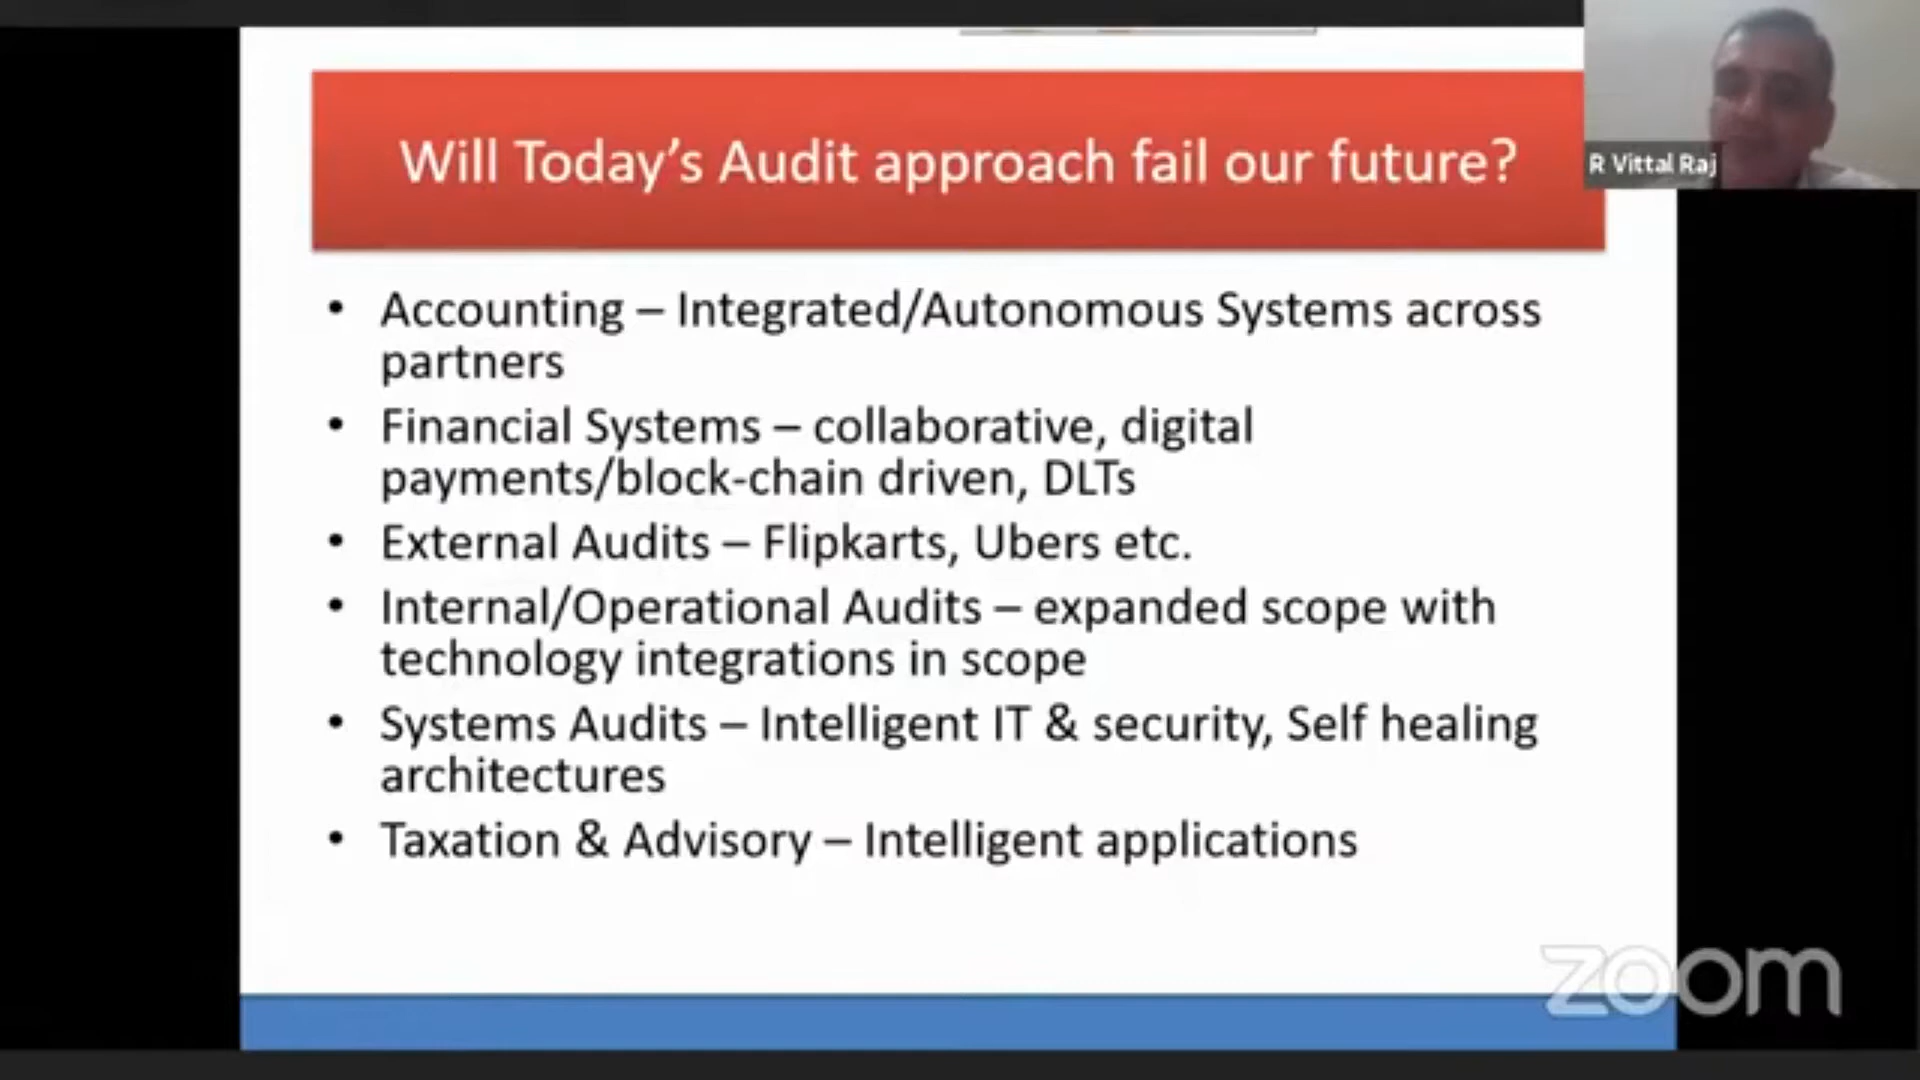 Will Today's Audit approach fail our future?
R Vittal Raj
• Accounting – Integrated/Autonomous Systems across
partners
• Financial Systems – collaborative, digital
payments/block-chain driven, DLTs
• External Audits – Flipkarts, Ubers etc.
• Internal/Operational Audits – expanded scope with
technology integrations in scope
• Systems Audits – Intelligent IT & security, Self healing
architectures
• Taxation & Advisory – Intelligent applications
zoom